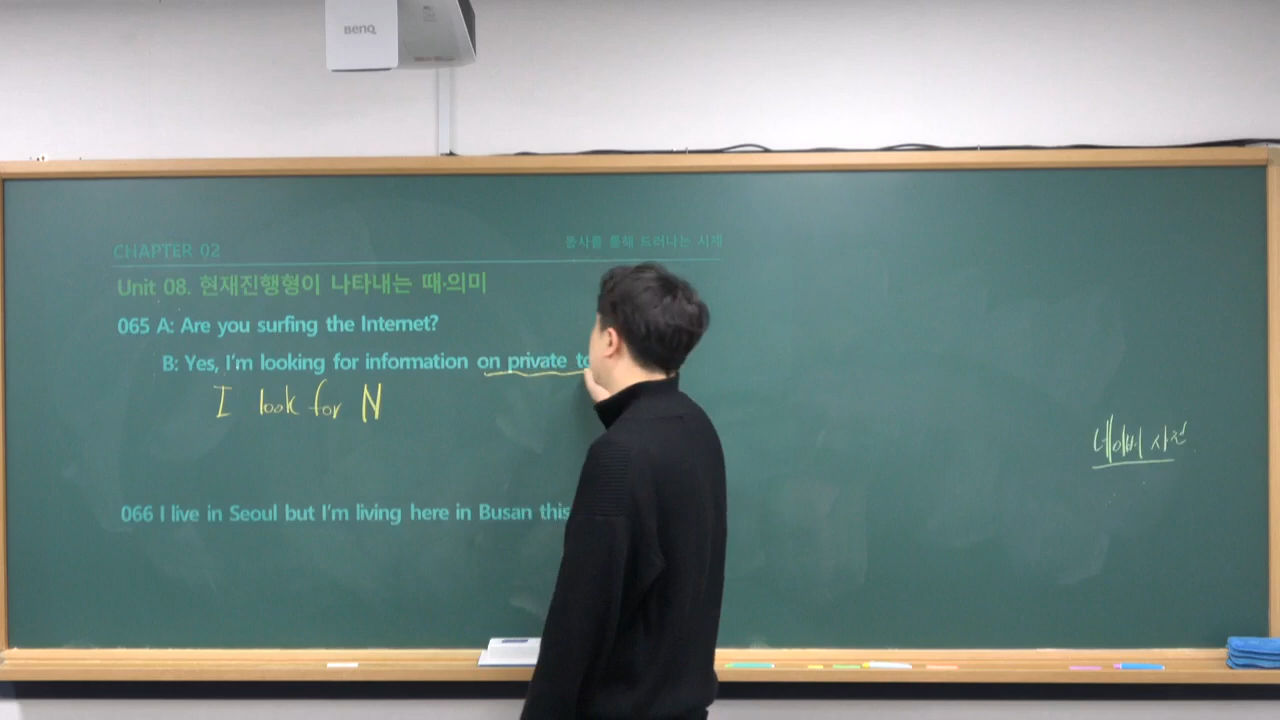 BenQ
CHAPTER 02
동사를 통해 드러나는 시제
Unit 08. 현재진행형이 나타내는 때·의미
065 A: Are you surfing the Internet?
B: Yes, I'm looking for information on private
I look for N
네이버 사전
066 I live in Seoul but I'm living here in Busan this